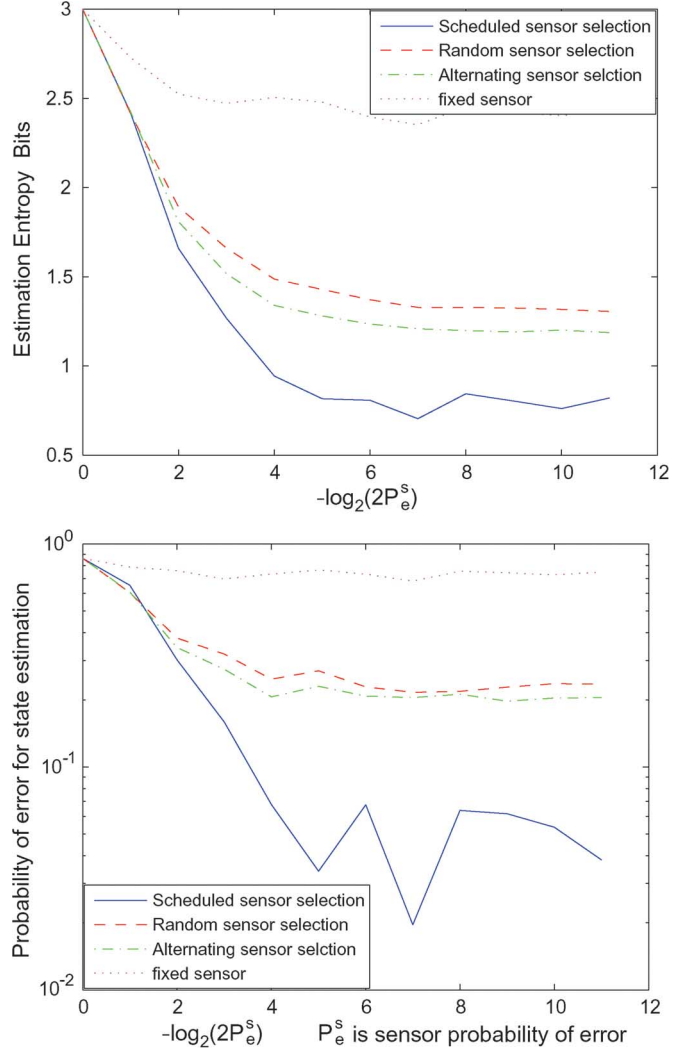 3
2.5
2
1.5
1
0.5
0 2 4 6 8 10 12
Estimation Entropy Bits
-log2(2P_e^s)
Scheduled sensor selection
Random sensor selection
Alternating sensor selction
fixed sensor
10^0
10^-1
10^-2
0 2 4 6 8 10 12
Probability of error for state estimation
Scheduled sensor selection
Random sensor selection
Alternating sensor selction
fixed sensor
-log2(2P_e^s) P_e^s is sensor probability of error